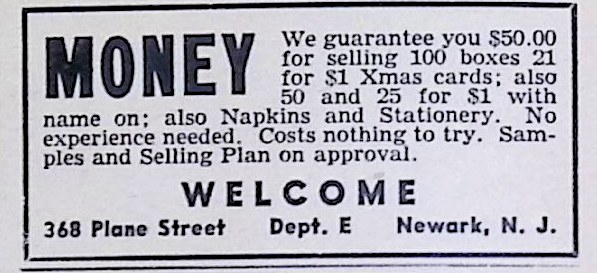 MONEY We guarantee you $50.00
for selling 100 boxes 21
for $1 Xmas cards; also
50 and 25 for $1 with
name on; also Napkins and Stationery. No
experience needed. Costs nothing to try. Sam-
ples and Selling Plan on approval.
WELCOME
368 Plane Street Dept. E Newark, N. J.